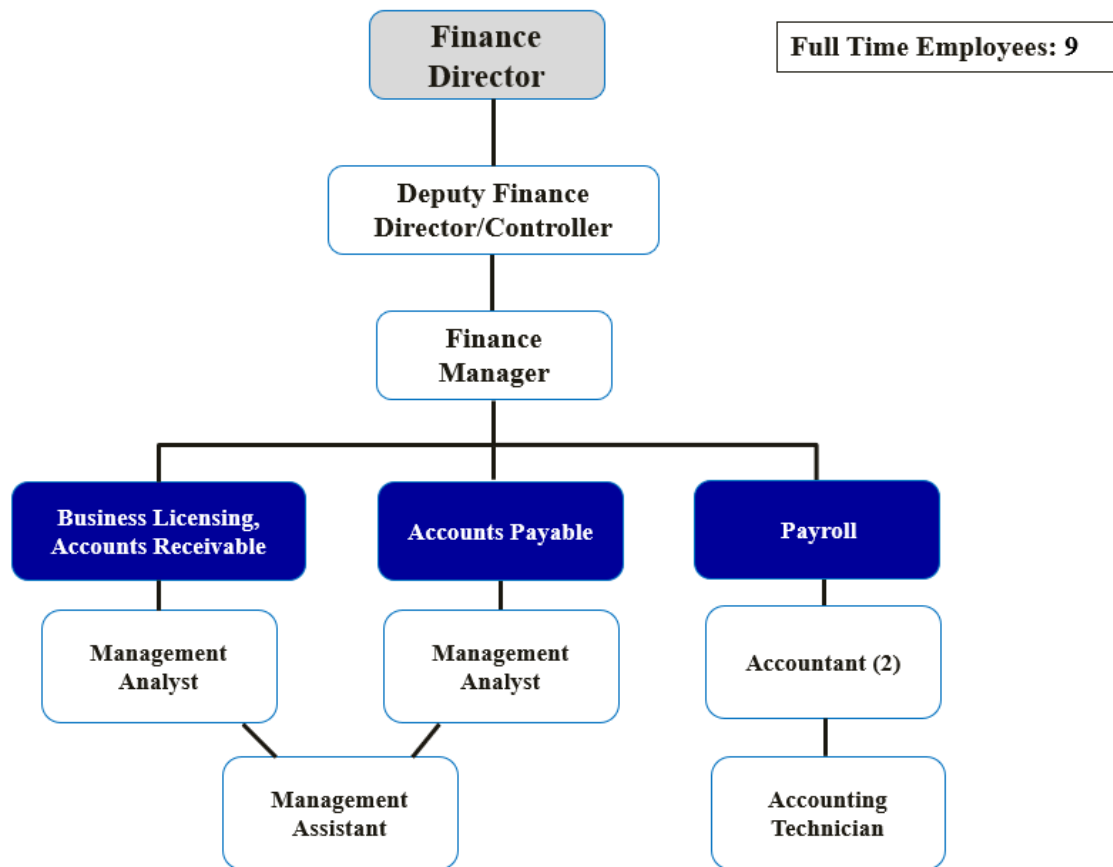 Finance
Director
Full Time Employees: 9
Deputy Finance
Director/Controller
Finance
Manager
Business Licensing,
Accounts Receivable
Accounts Payable
Payroll
Management
Analyst
Management
Analyst
Accountant (2)
Management
Assistant
Accounting
Technician